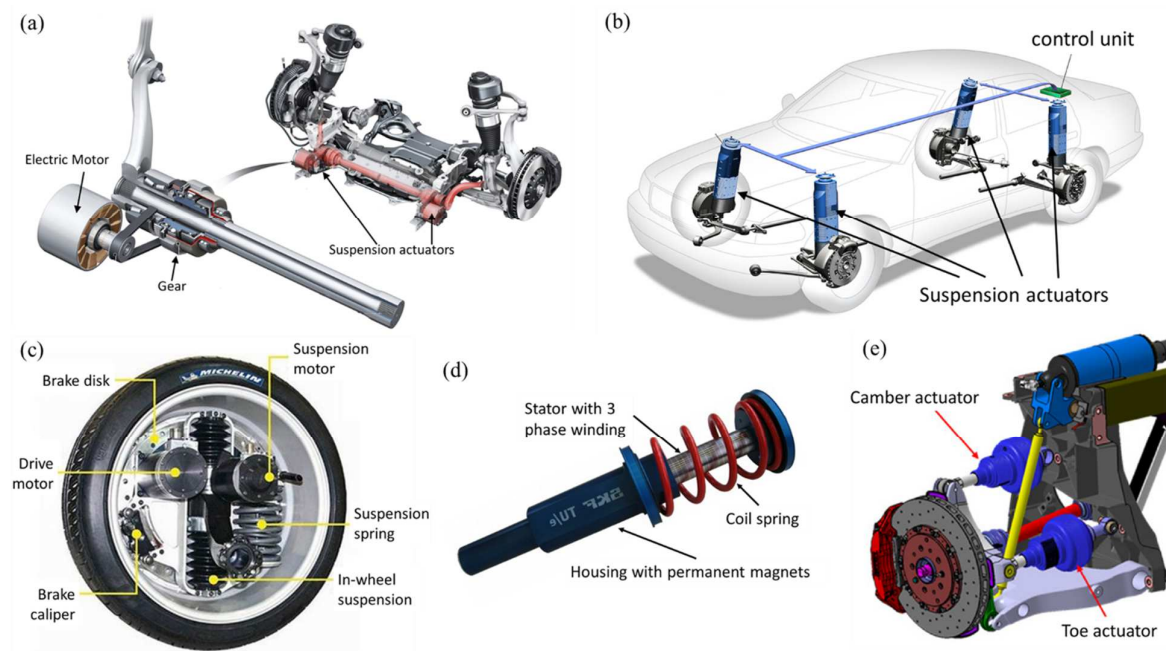 (a)
Electric Motor
Gear
Suspension actuators
(b)
control unit
Suspension actuators
(c)
Brake disk
Suspension
motor
MICHELIN
Drive
motor
Suspension
spring
Brake
caliper
In-wheel
suspension
(d)
Stator with 3
phase winding
SKF TU/e
Coil spring
Housing with permanent magnets
(e)
Camber actuator
Toe actuator